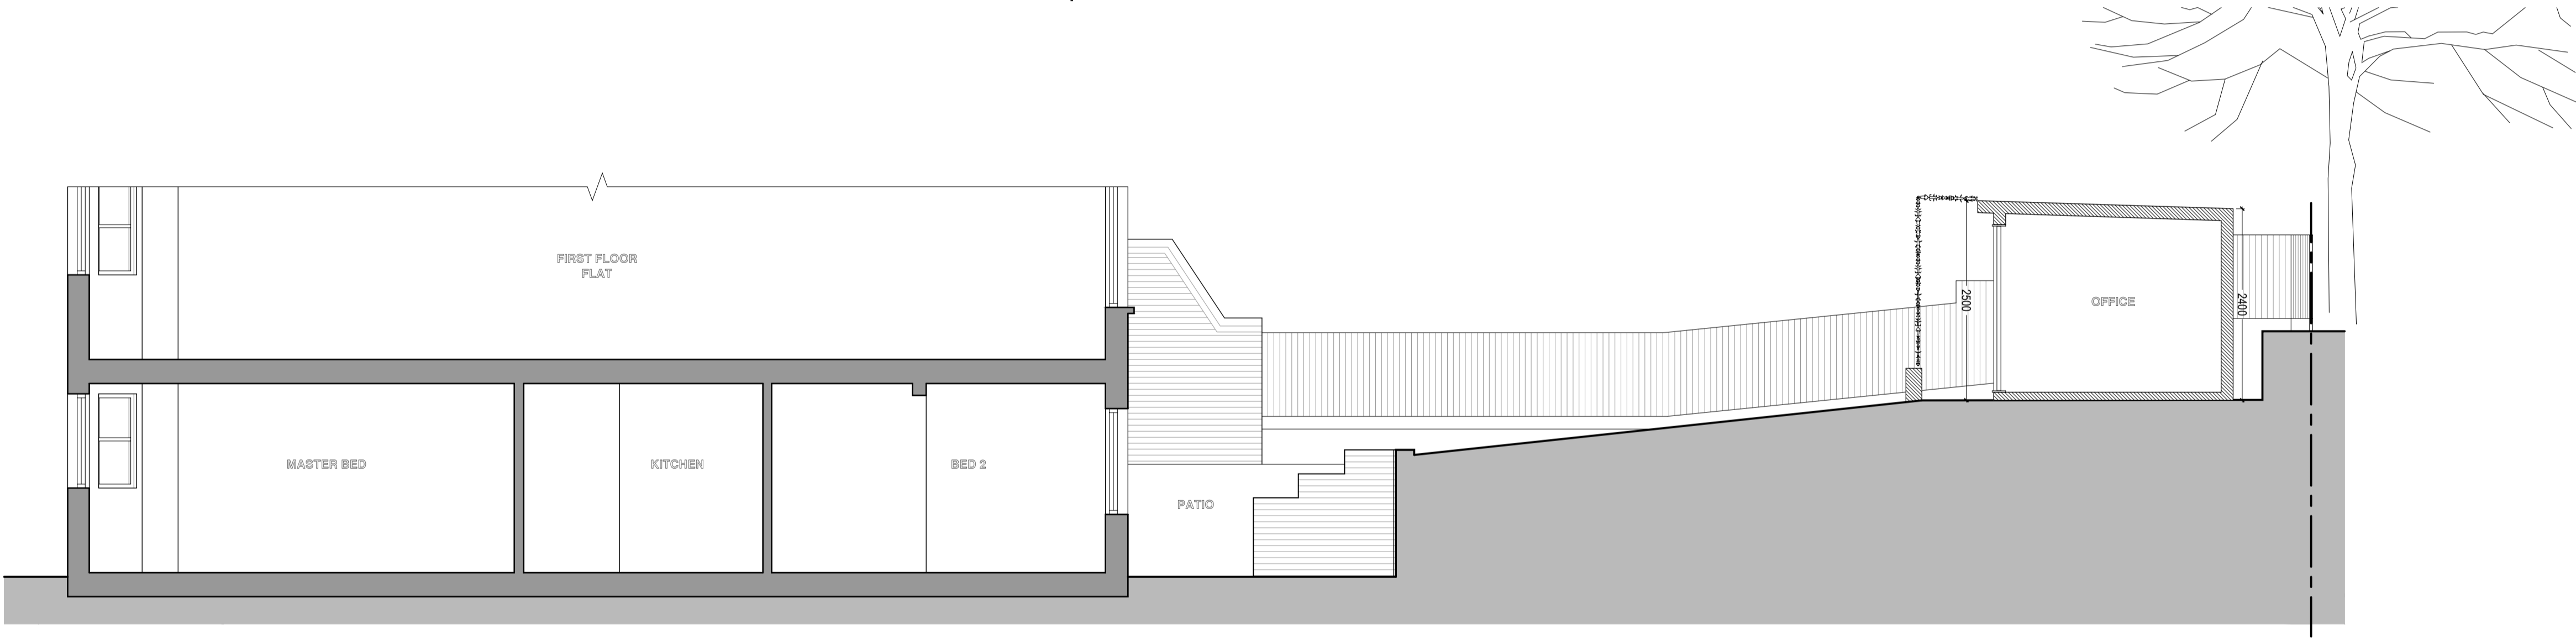 FIRST FLOOR
FLAT
MASTER BED
KITCHEN
BED 2
PATIO
2500
OFFICE
2400